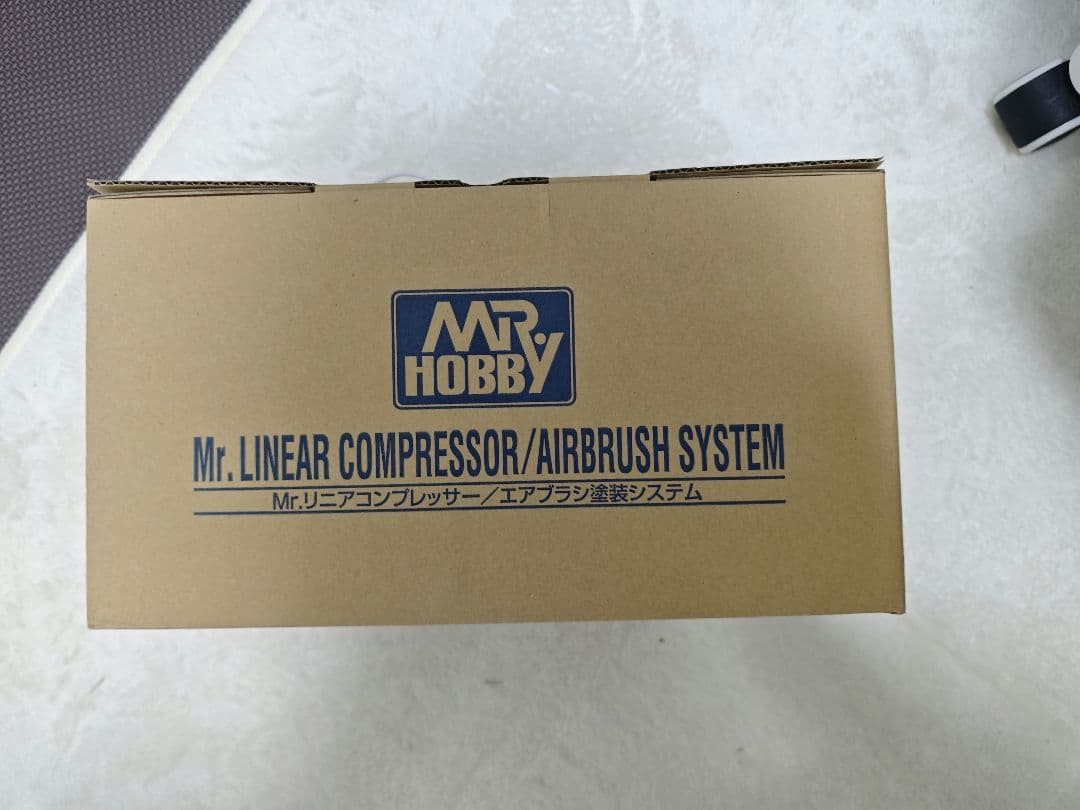 MR.
HOBBY
Mr. LINEAR COMPRESSOR/AIRBRUSH SYSTEM
Mr.リニアコンプレッサー／エアブラシ塗装システム